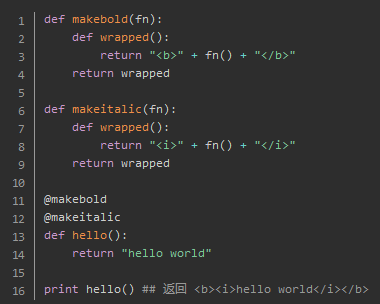 1 def makebold(fn):
2     def wrapped():
3         return "<b>" + fn() + "</b>"
4     return wrapped
5
6 def makeitalic(fn):
7     def wrapped():
8         return "<i>" + fn() + "</i>"
9     return wrapped
10
11 @makebold
12 @makeitalic
13 def hello():
14     return "hello world"
15
16 print hello() ## 返回 <b><i>hello world</i></b>